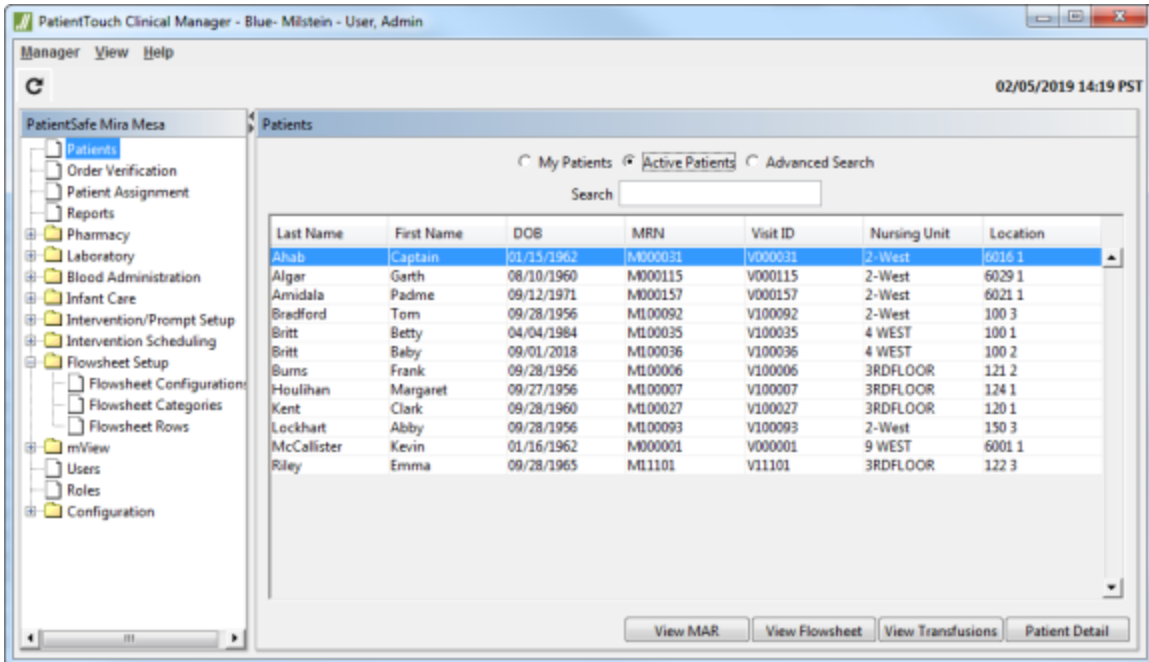 PatientTouch Clinical Manager - Blue- Milstein - User, Admin
Manager View Help
02/05/2019 14:19 PST
PatientSafe Mira Mesa
Patients
Order Verification
Patient Assignment
Reports
Pharmacy
Laboratory
Blood Administration
Infant Care
Intervention/Prompt Setup
Intervention Scheduling
Flowsheet Setup
Flowsheet Configurations
Flowsheet Categories
Flowsheet Rows
mView
Users
Roles
Configuration
Patients
My Patients Active Patients Advanced Search
Search
Last Name First Name DOB MRN Visit ID Nursing Unit Location
Ahab Captain 01/15/1962 M000031 V000031 2-West 6016 1
Algar Garth 08/10/1960 M000115 V000115 2-West 6029 1
Amidala Padme 09/12/1971 M000157 V000157 2-West 6021 1
Bradford Tom 09/28/1956 M100092 V100092 2-West 100 3
Britt Betty 04/04/1984 M100035 V100035 4 WEST 100 1
Britt Baby 09/01/2018 M100036 V100036 4 WEST 100 2
Burns Frank 09/28/1956 M100006 V100006 3RDFLOOR 121 2
Houlihan Margaret 09/27/1956 M100007 V100007 3RDFLOOR 124 1
Kent Clark 09/28/1960 M100027 V100027 3RDFLOOR 120 1
Lockhart Abby 09/28/1956 M100093 V100093 2-West 150 3
McCallister Kevin 01/16/1962 M000001 V000001 9 WEST 6001 1
Riley Emma 09/28/1965 M11101 V11101 3RDFLOOR 122 3
View MAR View Flowsheet View Transfusions Patient Detail